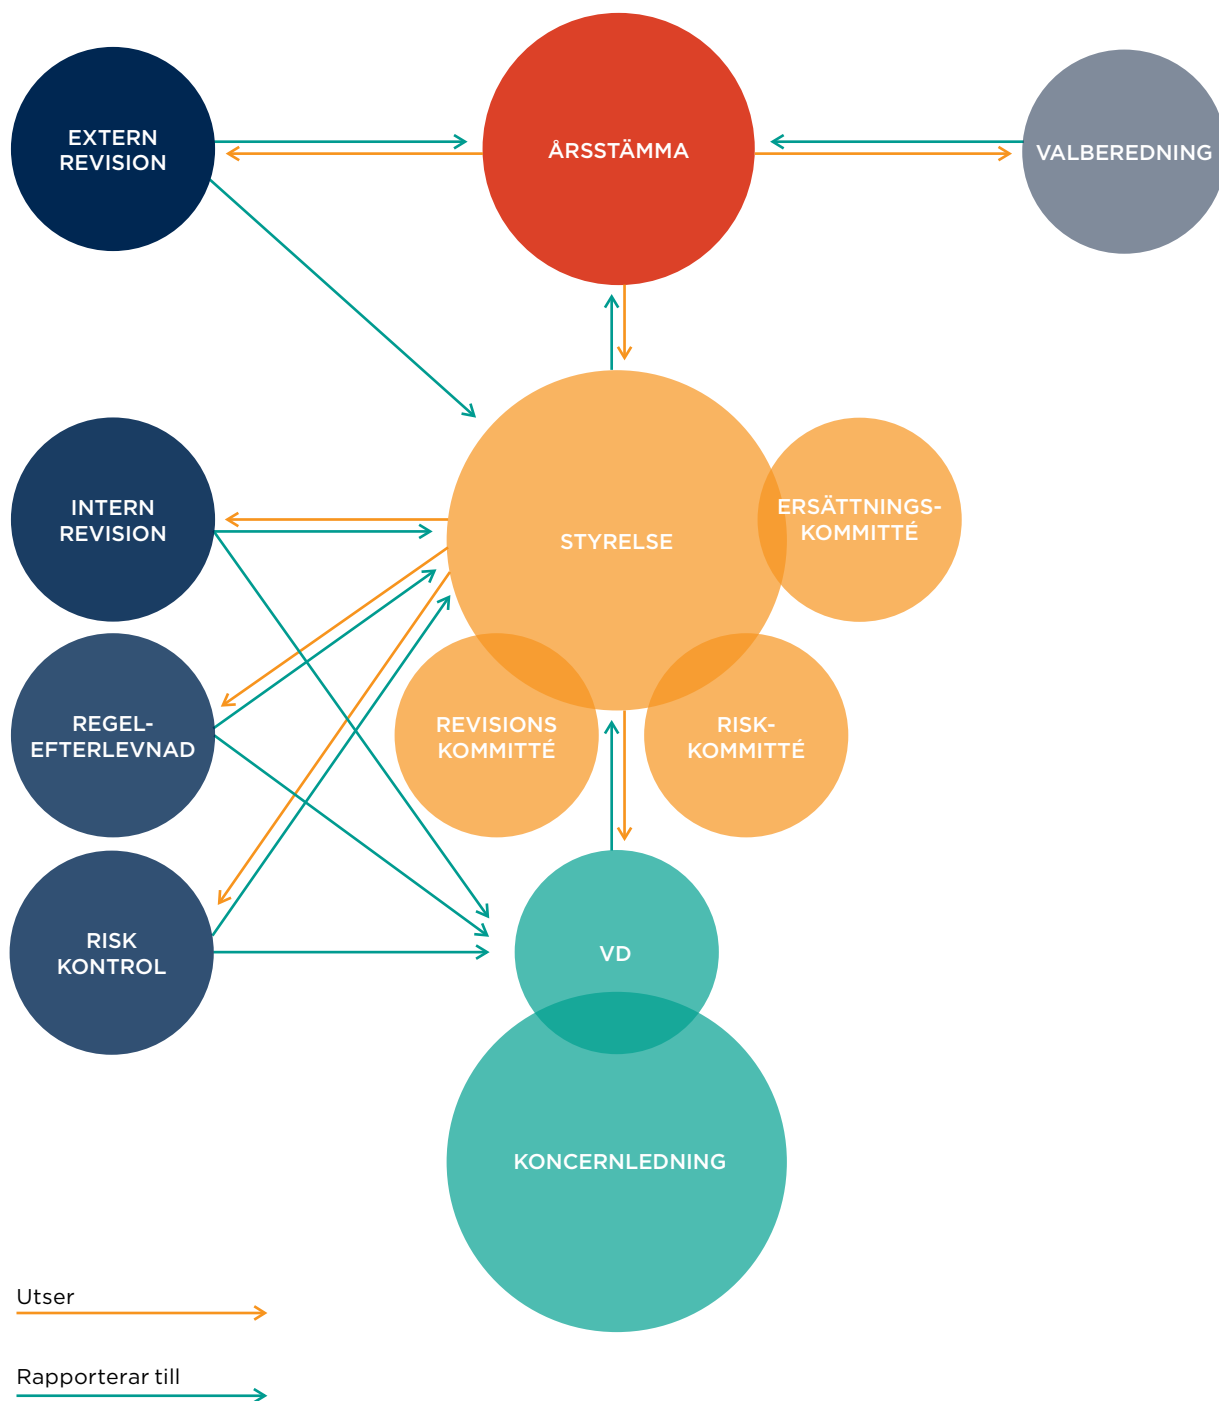 EXTERN
REVISION
ÅRSSTÄMMA
VALBEREDNING
INTERN
REVISION
STYRELSE
ERSÄTTNINGS-
KOMMITTÉ
REGEL-
EFTERLEVNAD
REVISIONS
KOMMITTÉ
RISK-
KOMMITTÉ
RISK
KONTROL
VD
KONCERNLEDNING
Utser
Rapporterar till